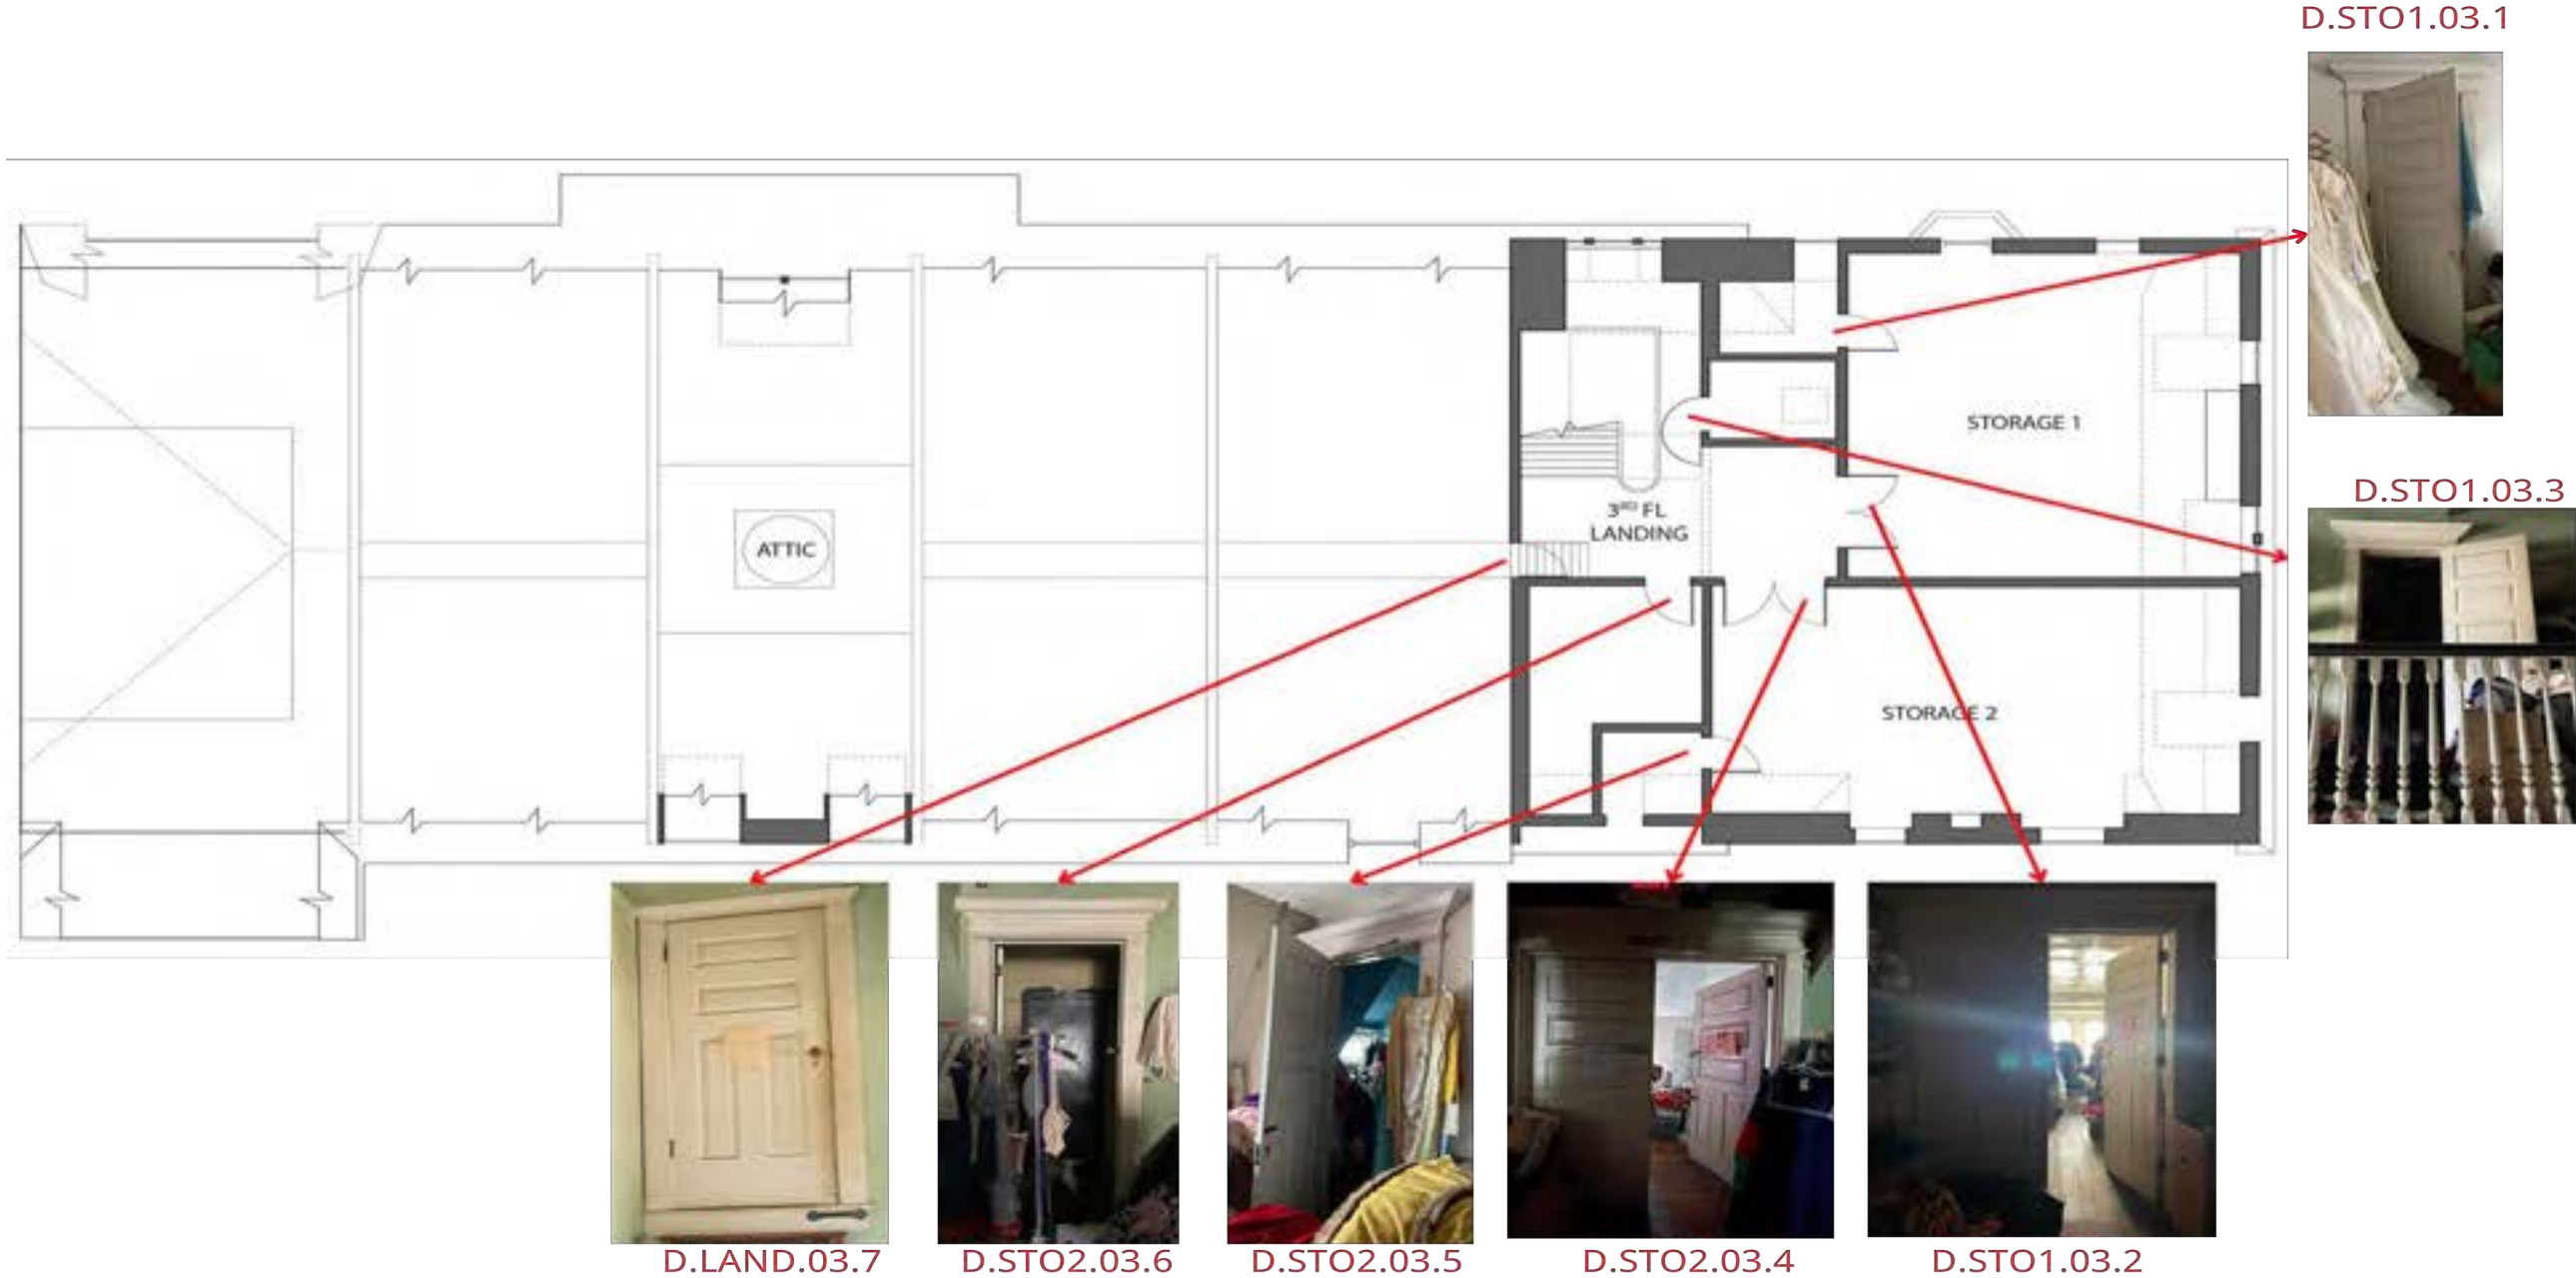 D.STO1.03.1
D.STO1.03.3
STORAGE 1
3RD FL
LANDING
ATTIC
STORAGE 2
D.LAND.03.7
D.STO2.03.6
D.STO2.03.5
D.STO2.03.4
D.STO1.03.2